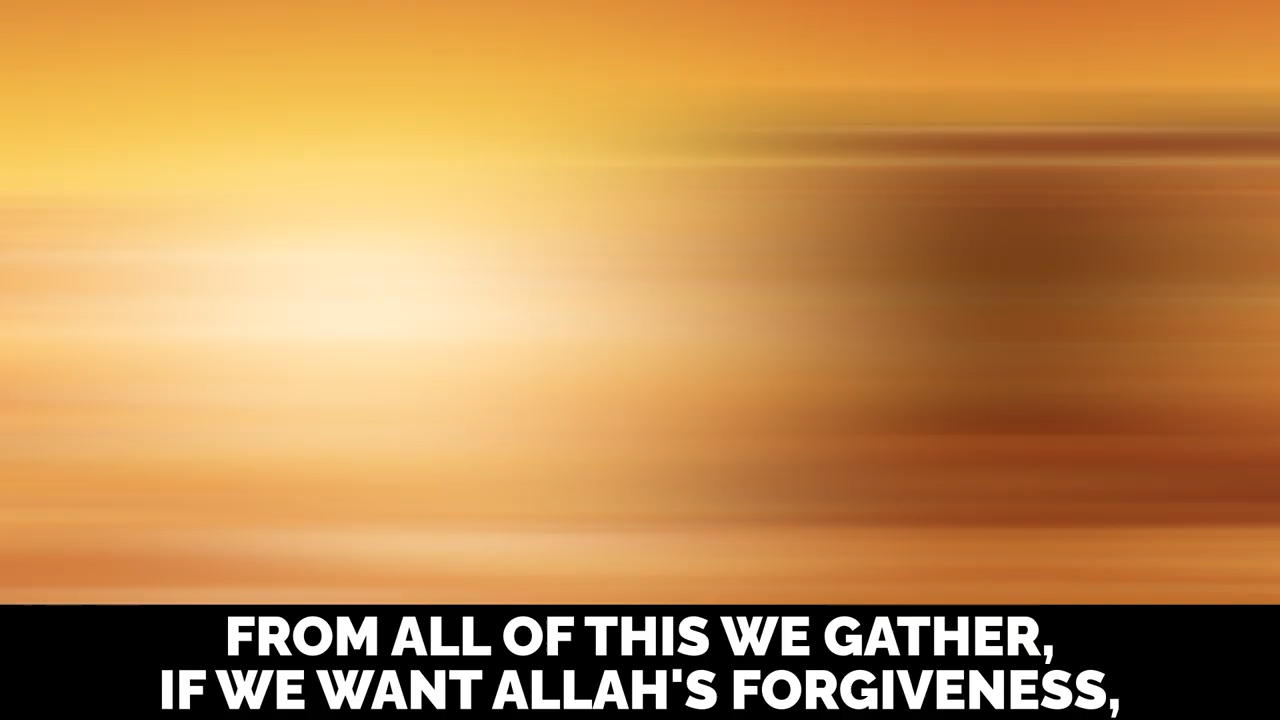 FROM ALL OF THIS WE GATHER,
IF WE WANT ALLAH'S FORGIVENESS,